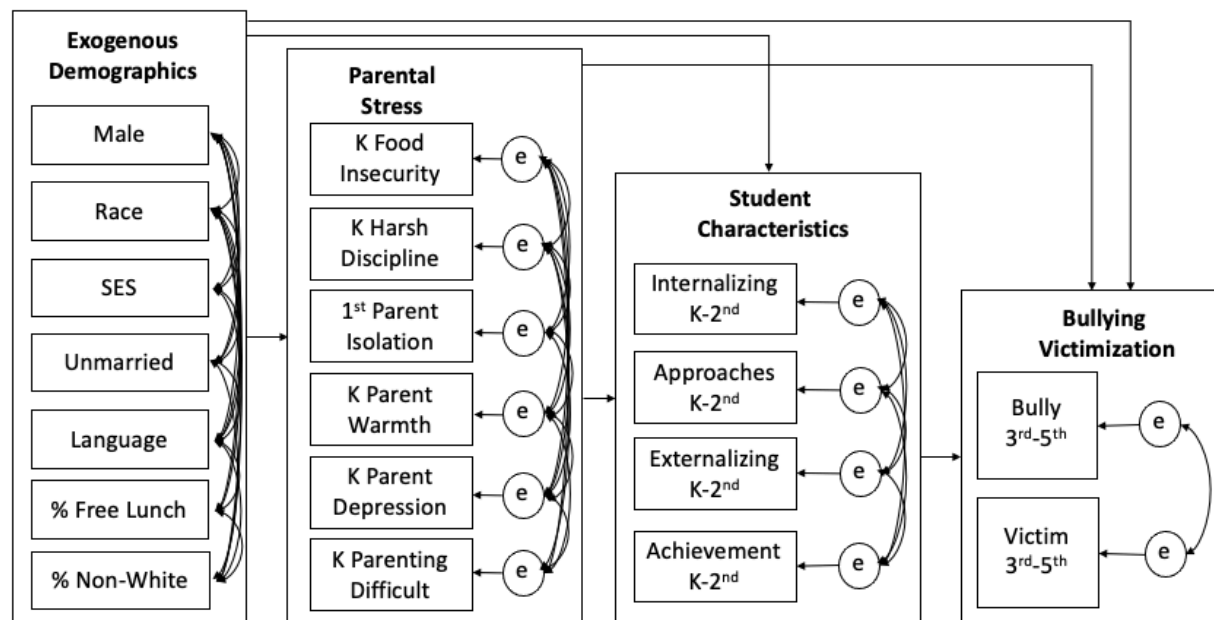 Exogenous
Demographics
Male
Race
SES
Unmarried
Language
% Free Lunch
% Non-White
Parental
Stress
K Food
Insecurity
e
K Harsh
Discipline
e
1st Parent
Isolation
e
K Parent
Warmth
e
K Parent
Depression
e
K Parenting
Difficult
e
Student
Characteristics
Internalizing
K-2nd
e
Approaches
K-2nd
e
Externalizing
K-2nd
e
Achievement
K-2nd
e
Bullying
Victimization
Bully
3rd-5th
e
Victim
3rd-5th
e